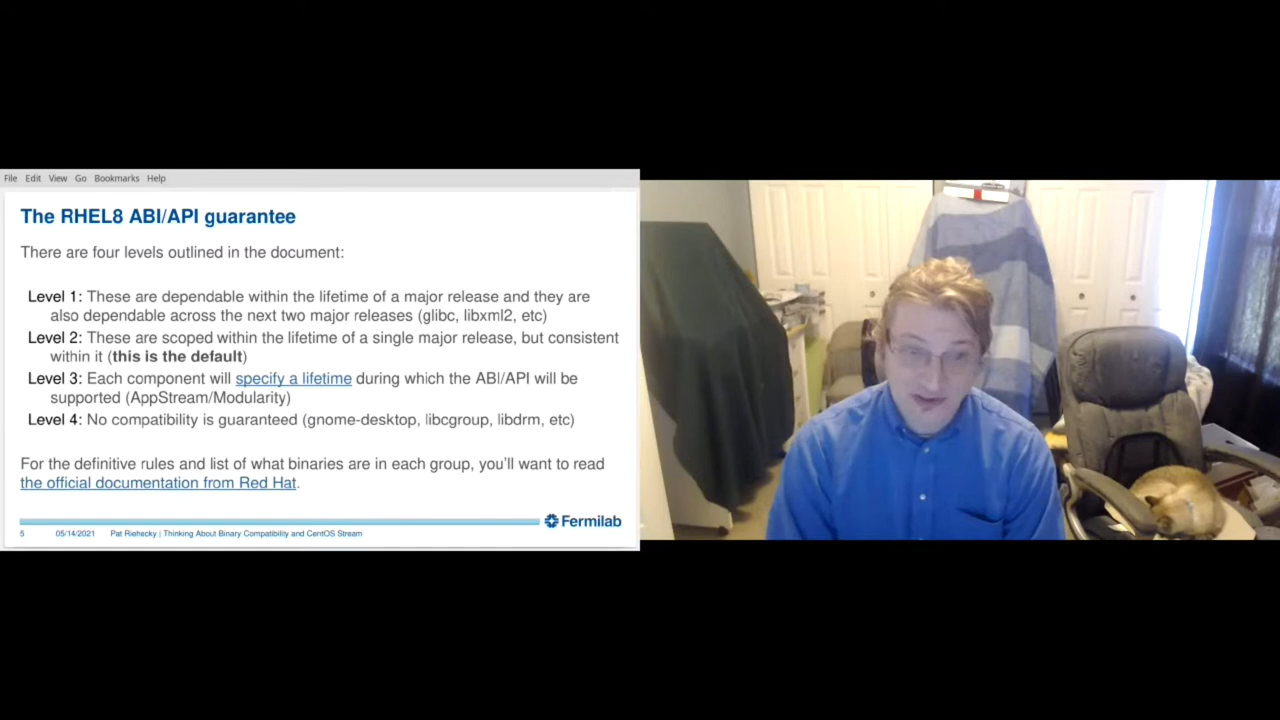 File Edit View Go Bookmarks Help
The RHEL8 ABI/API guarantee
There are four levels outlined in the document:
Level 1: These are dependable within the lifetime of a major release and they are
also dependable across the next two major releases (glibc, libxml2, etc)
Level 2: These are scoped within the lifetime of a single major release, but consistent
within it (this is the default)
Level 3: Each component will specify a lifetime during which the ABI/API will be
supported (AppStream/Modularity)
Level 4: No compatibility is guaranteed (gnome-desktop, libcgroup, libdrm, etc)
For the definitive rules and list of what binaries are in each group, you'll want to read
the official documentation from Red Hat.
Fermilab
5 05/14/2021 Pat Riehecky | Thinking About Binary Compatibility and CentOS Stream